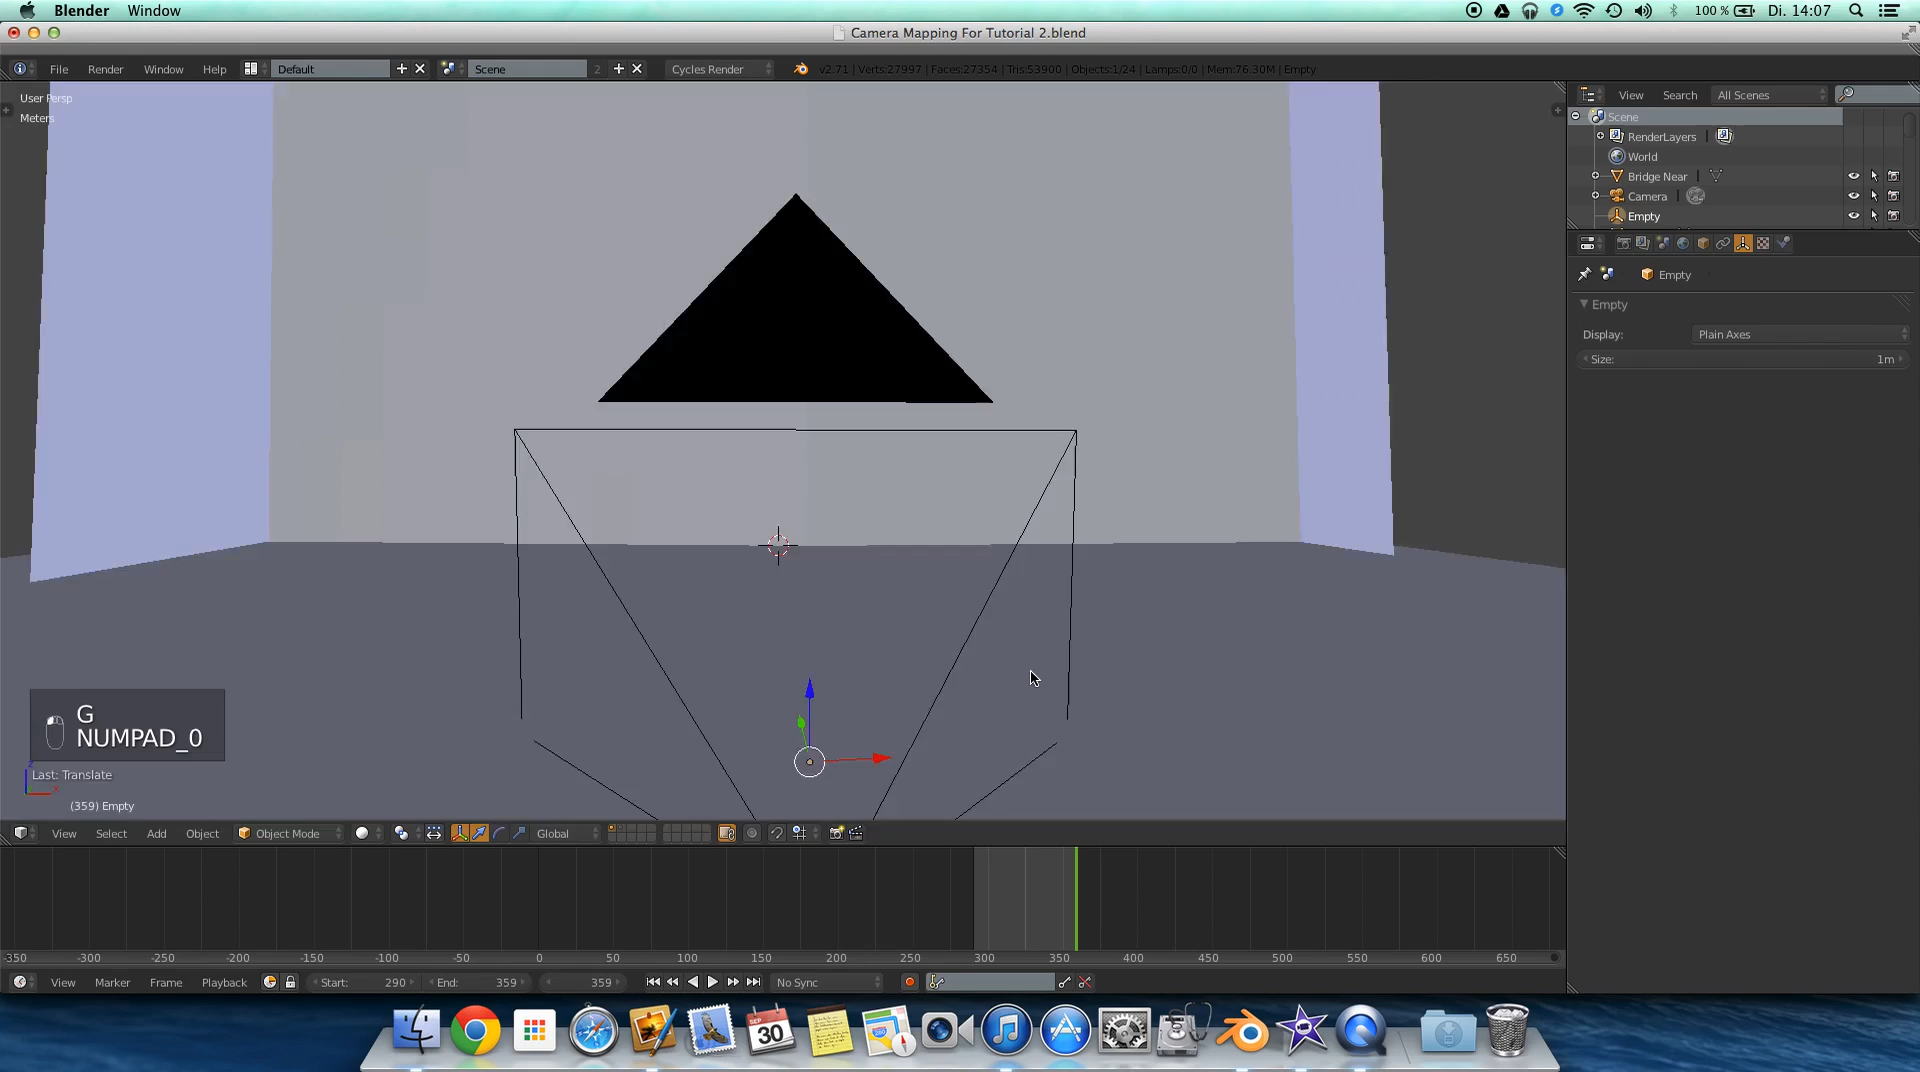 Blender Window 100 % Di. 14:07
Camera Mapping For Tutorial 2.blend
File Render Window Help Default Scene 2 Cycles Render v2.71 | Verts:27997 | Faces:27354 | Tris:53900 | Objects:1/24 | Lamps:0/0 | Mem:76.30M | Empty
User Persp
Meters
View Search All Scenes
Scene
RenderLayers
World
Bridge Near
Camera
Empty
Empty
Empty
Display: Plain Axes
Size: 1m
G
NUMPAD_0
Last: Translate
(359) Empty
View Select Add Object Object Mode Global
-350 -300 -250 -200 -150 -100 -50 0 50 100 150 200 250 300 350 400 450 500 550 600 650
View Marker Frame Playback Start: 290 End: 359 359 No Sync
SEP
30